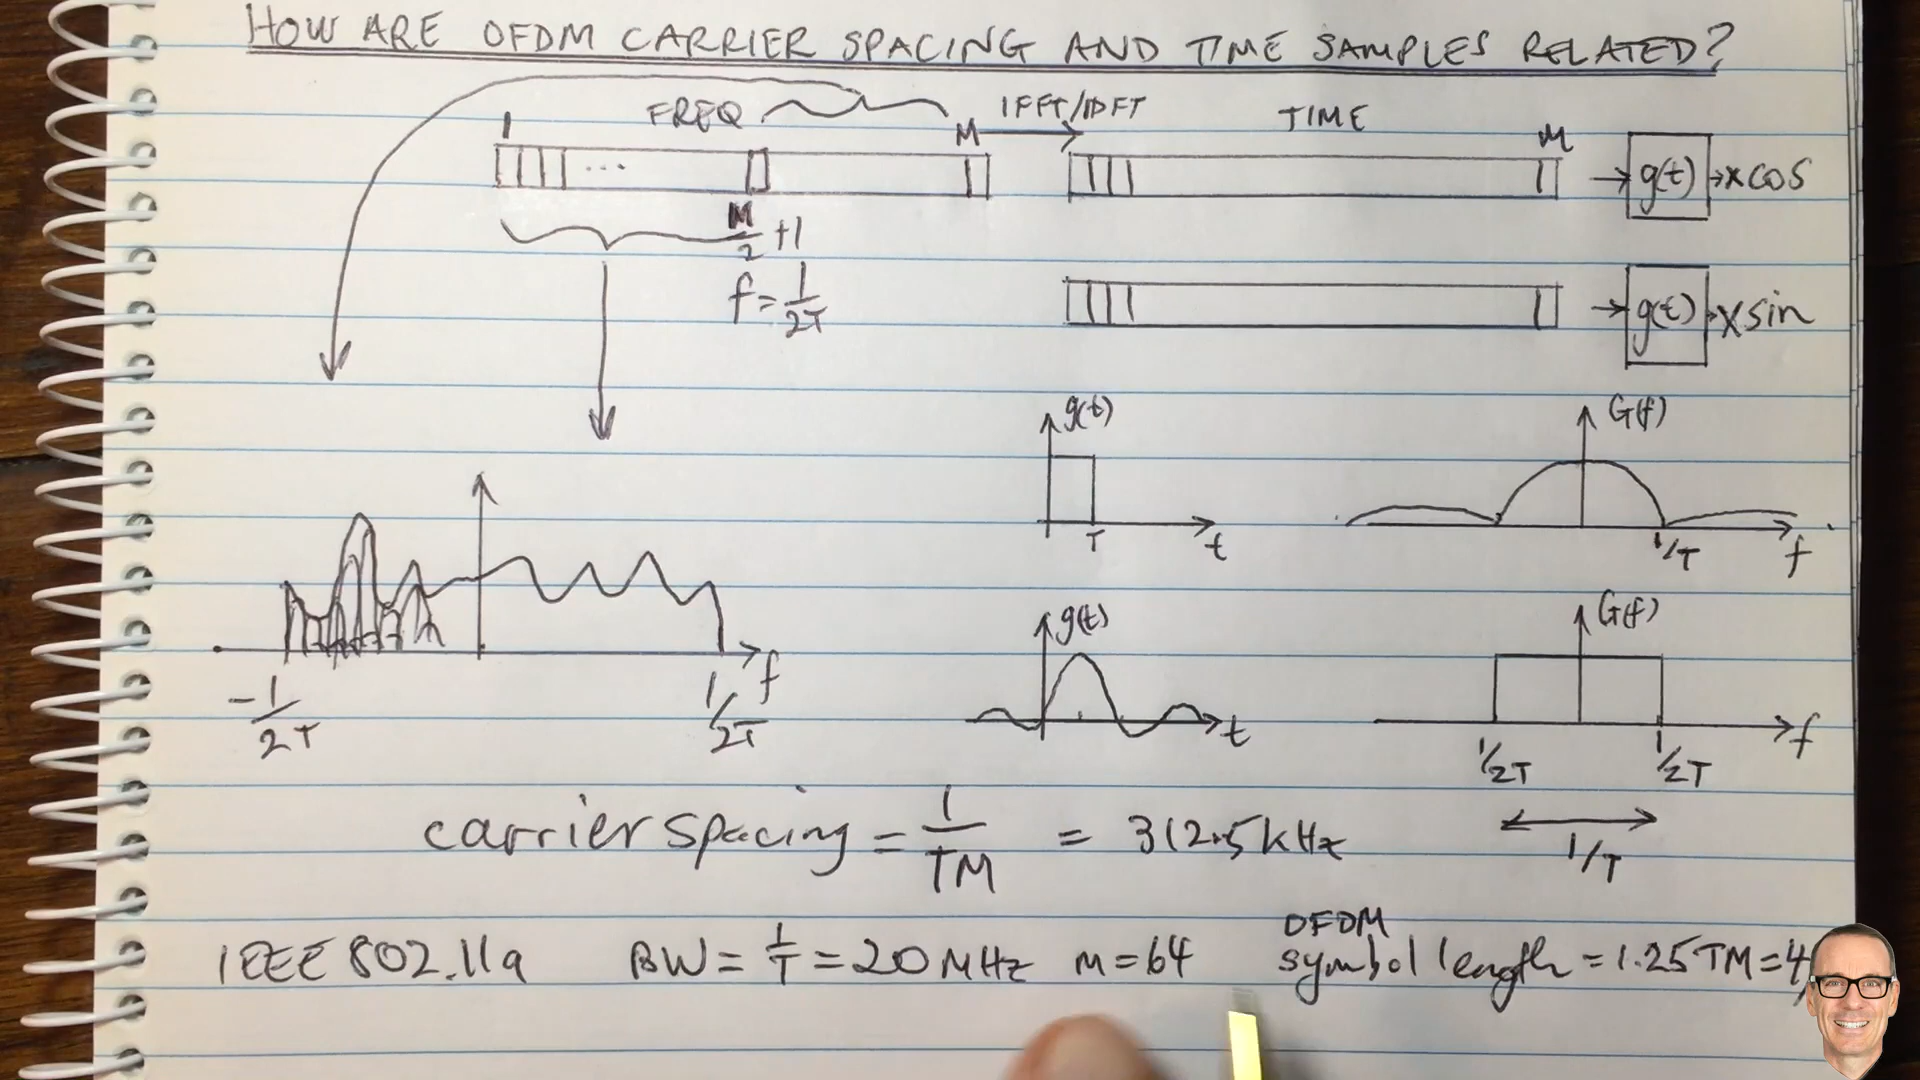 HOW ARE OFDM CARRIER SPACING AND TIME SAMPLES RELATED?
1 FREQ M IFFT/IDFT TIME M
...
g(t) → x cos
M/2 + 1
f = 1/2T
g(t) → x sin
g(t) G(f)
T t 1/T f
f g(t) G(f)
-1/2T 1/2T t 1/2T 1/2T f
carrier spacing = 1/TM = 312.5 kHz 1/T
OFDM
IEEE 802.11a BW = 1/T = 20 MHz M = 64 symbol length = 1.25 TM = 4